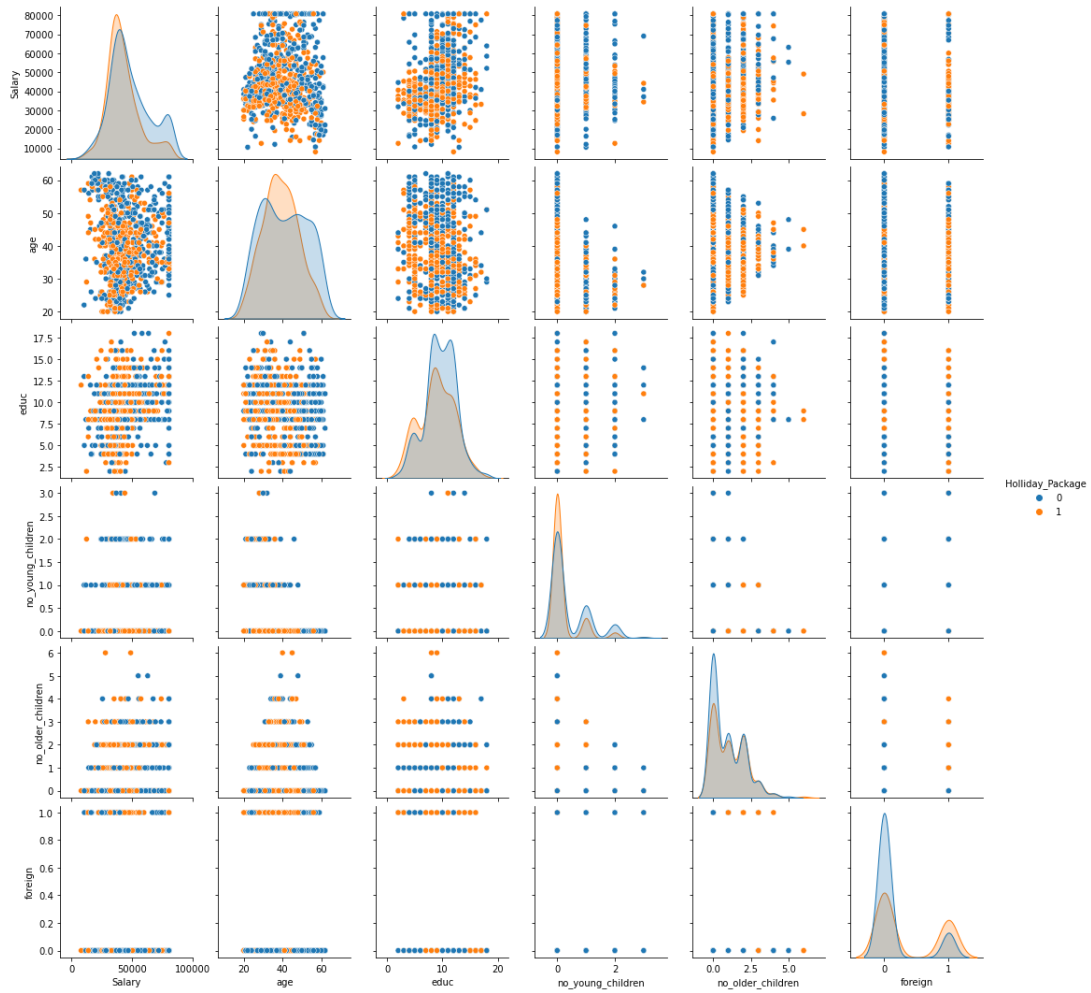 80000
70000
60000
50000
40000
30000
20000
10000
Salary
60
50
40
30
20
age
17.5
15.0
12.5
10.0
7.5
5.0
2.5
educ
3.0
2.5
2.0
1.5
1.0
0.5
0.0
no_young_children
Holliday_Package
0
1
6
5
4
3
2
1
0
no_older_children
1.0
0.8
0.6
0.4
0.2
0.0
foreign
0 50000 100000
Salary
20 40 60
age
0 10 20
educ
0 2
no_young_children
0.0 2.5 5.0
no_older_children
0 1
foreign